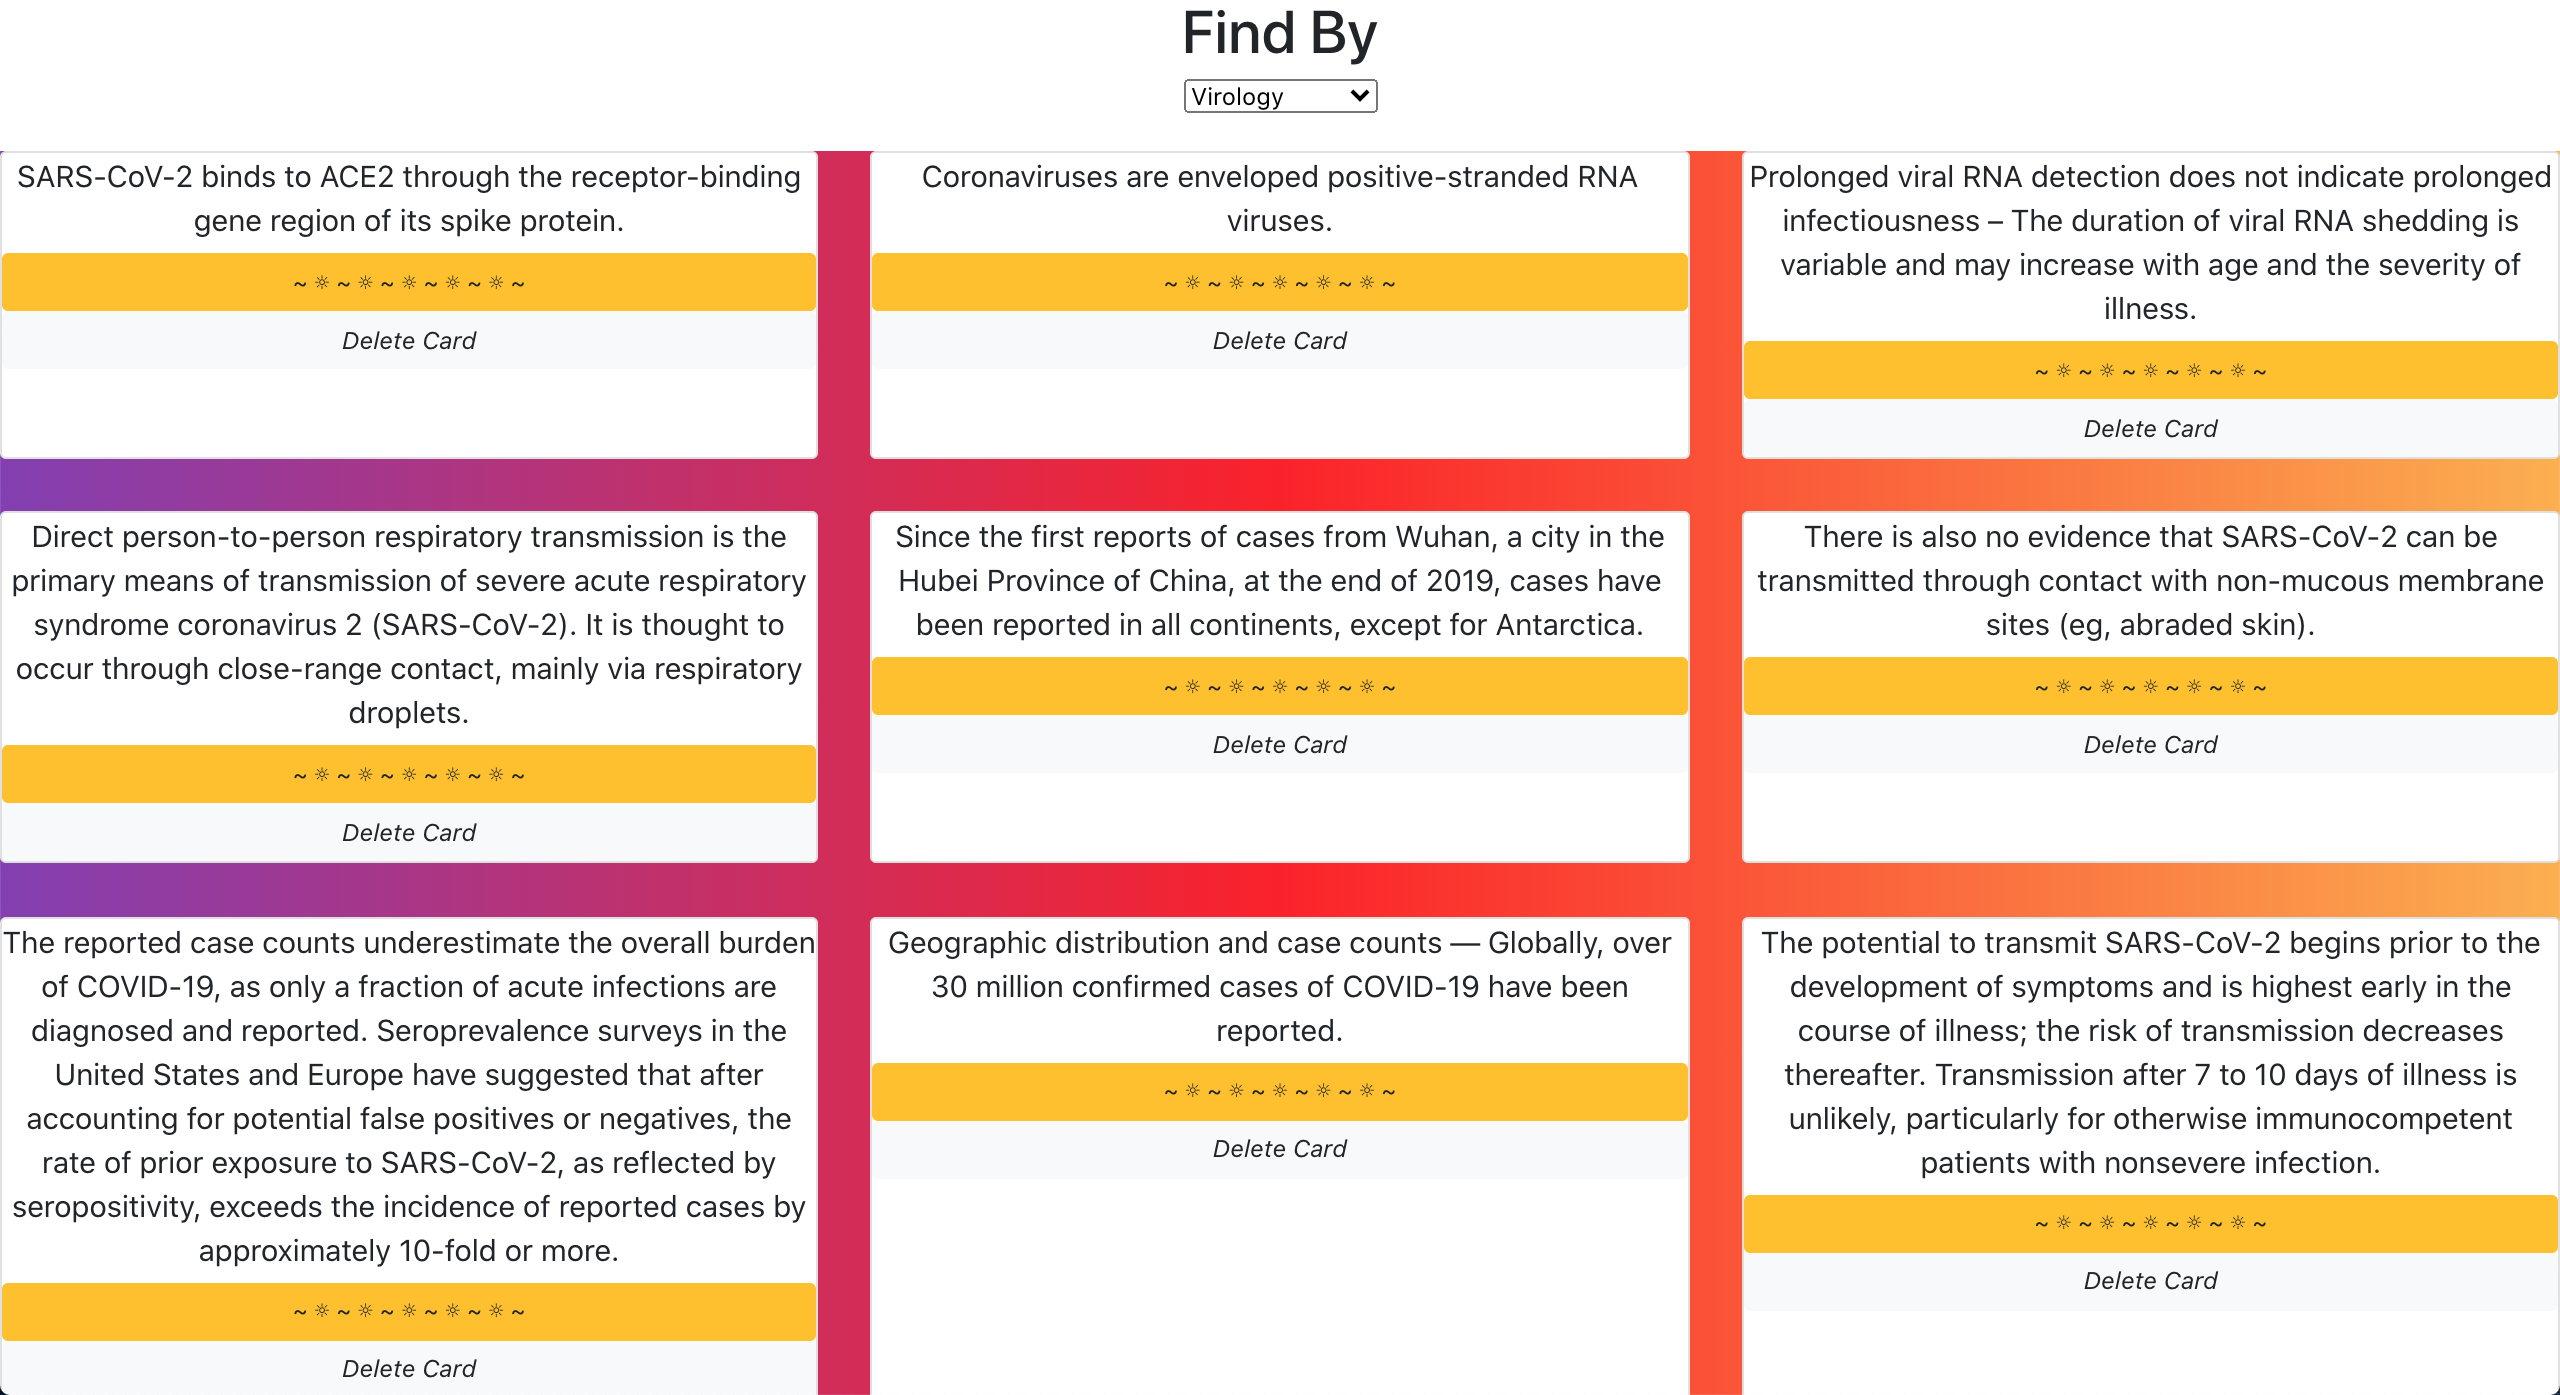 Find By
Virology
SARS-CoV-2 binds to ACE2 through the receptor-binding
gene region of its spike protein.
~ ☼ ~ ☼ ~ ☼ ~ ☼ ~ ☼ ~
Delete Card
Coronaviruses are enveloped positive-stranded RNA
viruses.
~ ☼ ~ ☼ ~ ☼ ~ ☼ ~ ☼ ~
Delete Card
Prolonged viral RNA detection does not indicate prolonged
infectiousness – The duration of viral RNA shedding is
variable and may increase with age and the severity of
illness.
~ ☼ ~ ☼ ~ ☼ ~ ☼ ~ ☼ ~
Delete Card
Direct person-to-person respiratory transmission is the
primary means of transmission of severe acute respiratory
syndrome coronavirus 2 (SARS-CoV-2). It is thought to
occur through close-range contact, mainly via respiratory
droplets.
~ ☼ ~ ☼ ~ ☼ ~ ☼ ~ ☼ ~
Delete Card
Since the first reports of cases from Wuhan, a city in the
Hubei Province of China, at the end of 2019, cases have
been reported in all continents, except for Antarctica.
~ ☼ ~ ☼ ~ ☼ ~ ☼ ~ ☼ ~
Delete Card
There is also no evidence that SARS-CoV-2 can be
transmitted through contact with non-mucous membrane
sites (eg, abraded skin).
~ ☼ ~ ☼ ~ ☼ ~ ☼ ~ ☼ ~
Delete Card
The reported case counts underestimate the overall burden
of COVID-19, as only a fraction of acute infections are
diagnosed and reported. Seroprevalence surveys in the
United States and Europe have suggested that after
accounting for potential false positives or negatives, the
rate of prior exposure to SARS-CoV-2, as reflected by
seropositivity, exceeds the incidence of reported cases by
approximately 10-fold or more.
~ ☼ ~ ☼ ~ ☼ ~ ☼ ~ ☼ ~
Delete Card
Geographic distribution and case counts — Globally, over
30 million confirmed cases of COVID-19 have been
reported.
~ ☼ ~ ☼ ~ ☼ ~ ☼ ~ ☼ ~
Delete Card
The potential to transmit SARS-CoV-2 begins prior to the
development of symptoms and is highest early in the
course of illness; the risk of transmission decreases
thereafter. Transmission after 7 to 10 days of illness is
unlikely, particularly for otherwise immunocompetent
patients with nonsevere infection.
~ ☼ ~ ☼ ~ ☼ ~ ☼ ~ ☼ ~
Delete Card